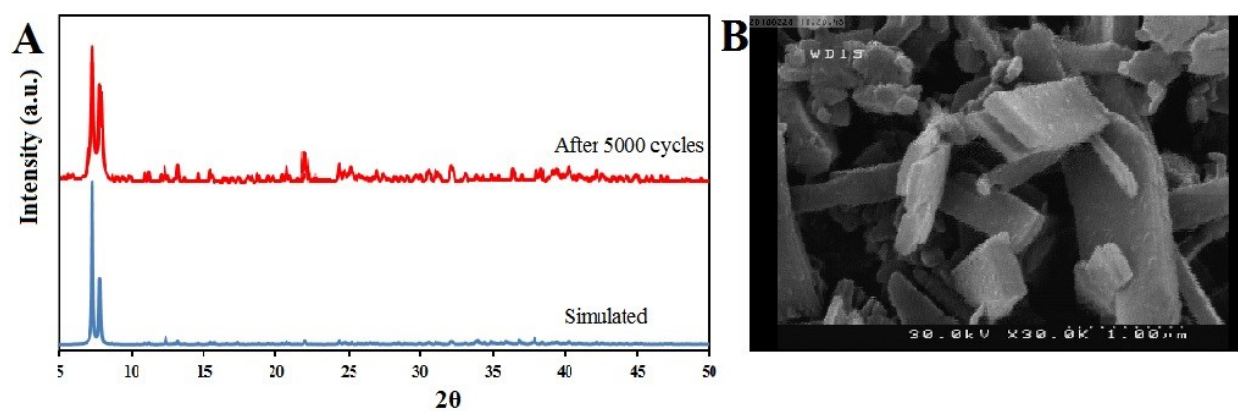 A
Intensity (a.u.)
After 5000 cycles
Simulated
5 10 15 20 25 30 35 40 45 50
2θ
B
WD15
30.0kV X30.0K 1.00μm